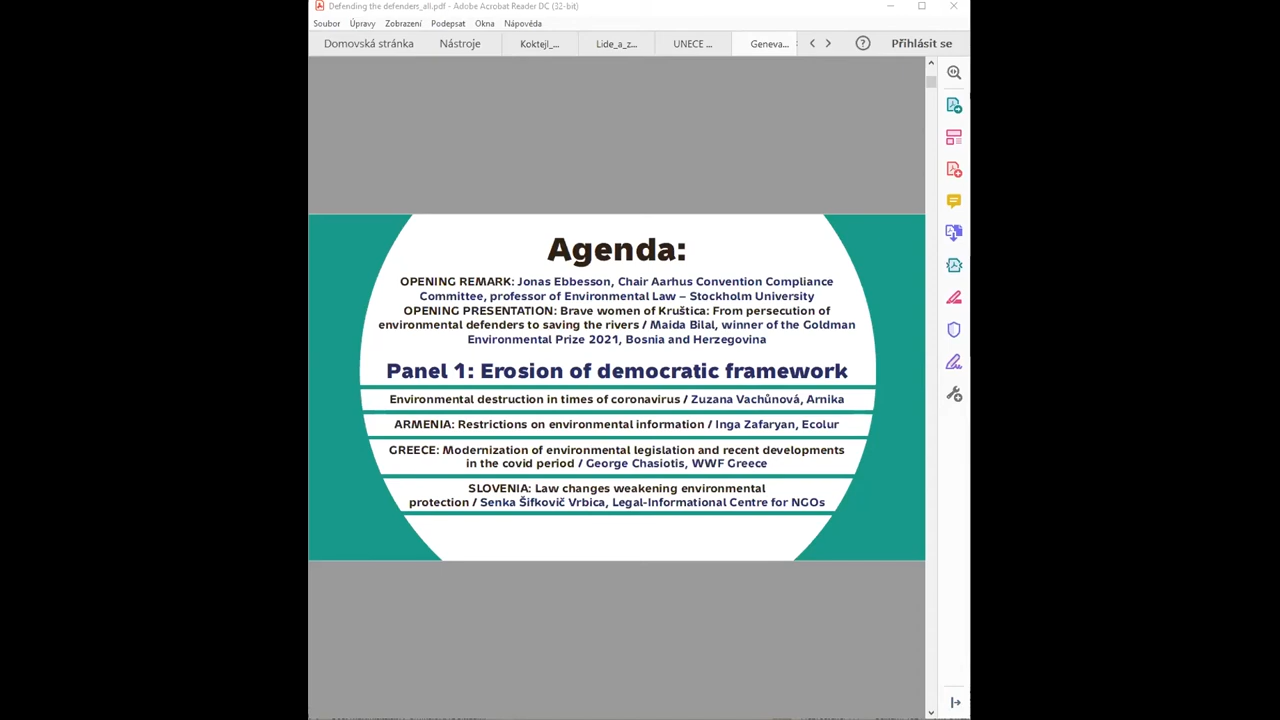 Defending the defenders_all.pdf - Adobe Acrobat Reader DC (32-bit)
Soubor Úpravy Zobrazení Podepsat Okna Nápověda
Domovská stránka Nástroje Koktejl_... Lide_a_z... UNECE ... Geneva... Přihlásit se
Agenda:
OPENING REMARK: Jonas Ebbesson, Chair Aarhus Convention Compliance
Committee, professor of Environmental Law – Stockholm University
OPENING PRESENTATION: Brave women of Kruštica: From persecution of
environmental defenders to saving the rivers / Maida Bilal, winner of the Goldman
Environmental Prize 2021, Bosnia and Herzegovina
Panel 1: Erosion of democratic framework
Environmental destruction in times of coronavirus / Zuzana Vachůnová, Arnika
ARMENIA: Restrictions on environmental information / Inga Zafaryan, Ecolur
GREECE: Modernization of environmental legislation and recent developments
in the covid period / George Chasiotis, WWF Greece
SLOVENIA: Law changes weakening environmental
protection / Senka Šifkovič Vrbica, Legal-Informational Centre for NGOs